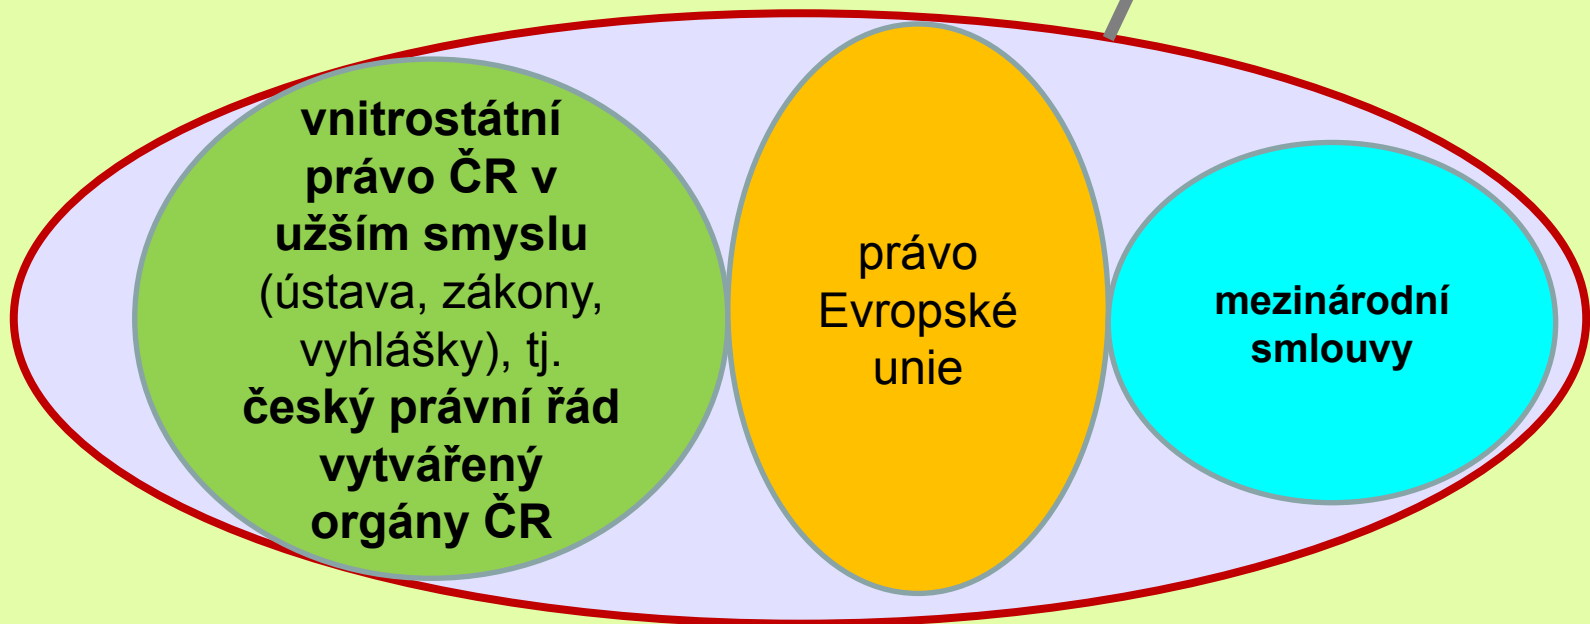 vnitrostátní
právo ČR v
užším smyslu
(ústava, zákony,
vyhlášky), tj.
český právní řád
vytvářený
orgány ČR
právo
Evropské
unie
mezinárodní
smlouvy